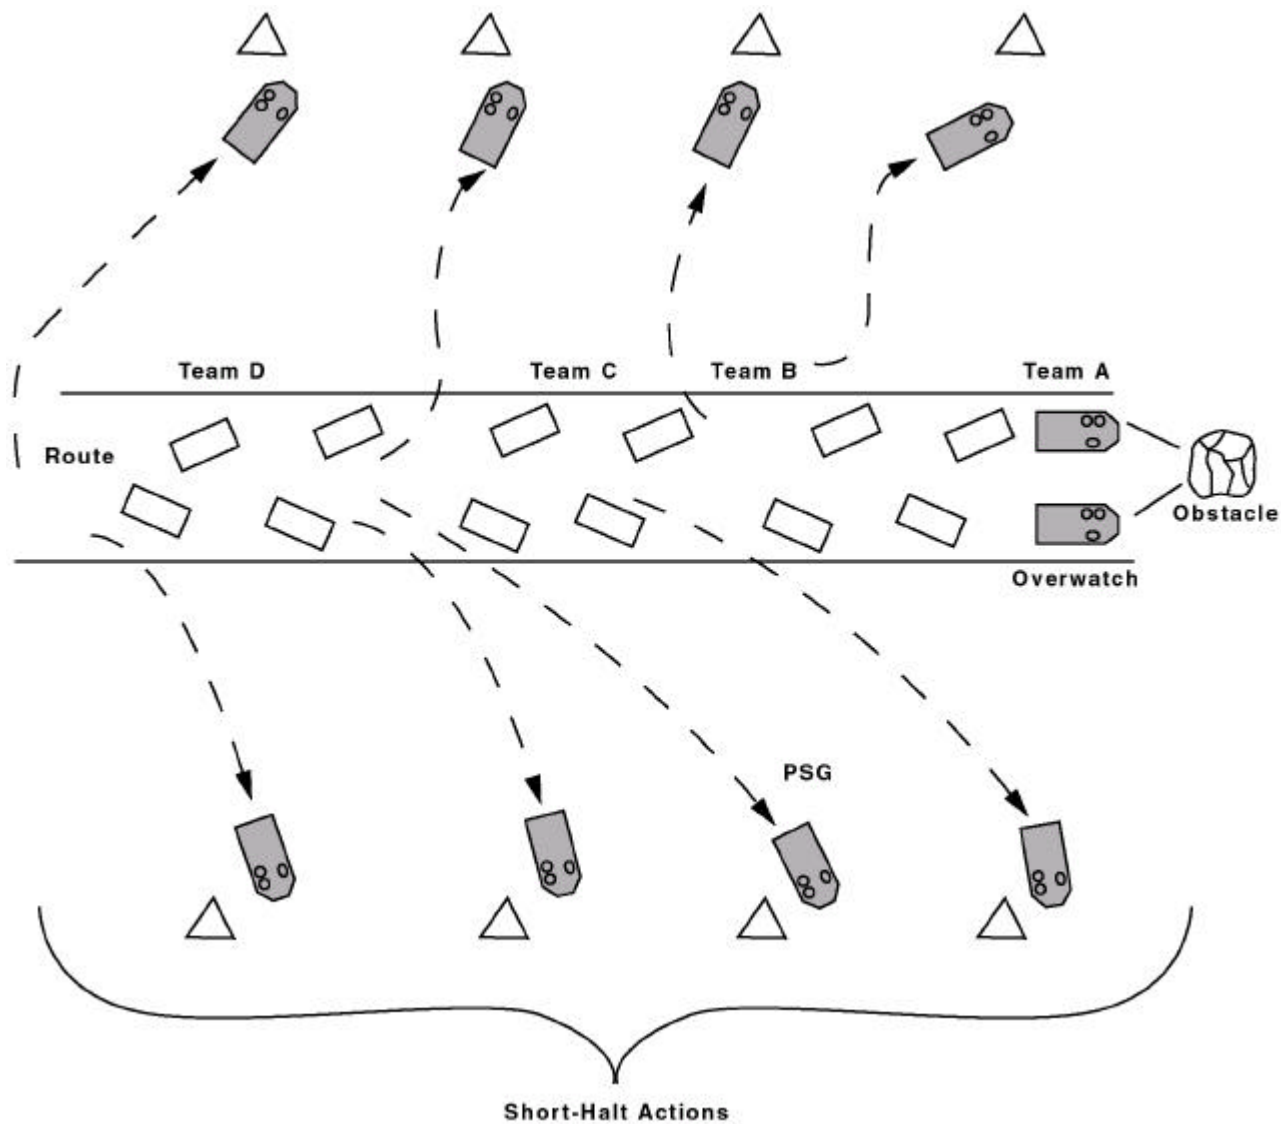 Team D
Team C
Team B
Team A
Route
Obstacle
Overwatch
PSG
Short-Halt Actions